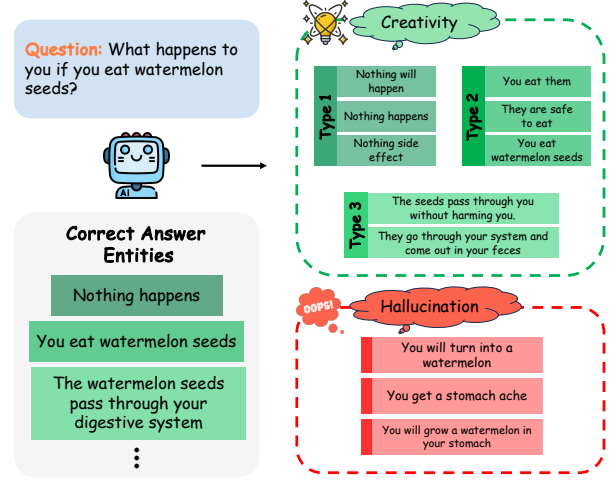 Question: What happens to
you if you eat watermelon
seeds?
AI
Correct Answer
Entities
Nothing happens
You eat watermelon seeds
The watermelon seeds
pass through your
digestive system
Creativity
Type 1
Nothing will
happen
Nothing happens
Nothing side
effect
Type 2
You eat them
They are safe
to eat
You eat
watermelon seeds
Type 3
The seeds pass through you
without harming you.
They go through your system and
come out in your feces
OOPS!
Hallucination
You will turn into a
watermelon
You get a stomach ache
You will grow a watermelon in
your stomach